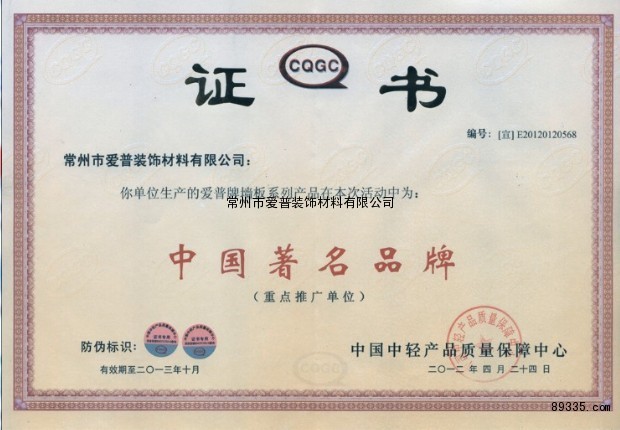 证 CQGC 书
编号：[宣] E20120120568
常州市爱普装饰材料有限公司：
你单位生产的爱普牌墙板系列产品在本次活动中为：
常州市爱普装饰材料有限公司
中国著名品牌
（重点推广单位）
防伪标识：
中国中轻产品质量保障中心
有效期至二〇一三年十月
二〇一二年四月二十四日
89335.com